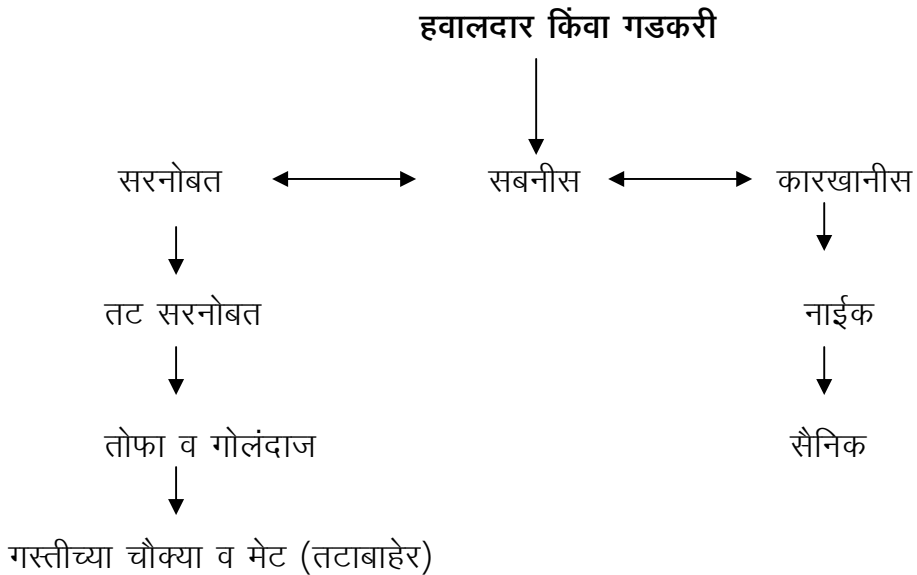 हवालदार किंवा गडकरी
सरनोबत सबनीस कारखानीस
तट सरनोबत नाईक
तोफा व गोलंदाज सैनिक
गस्तीच्या चौक्या व मेट (तटाबाहेर)